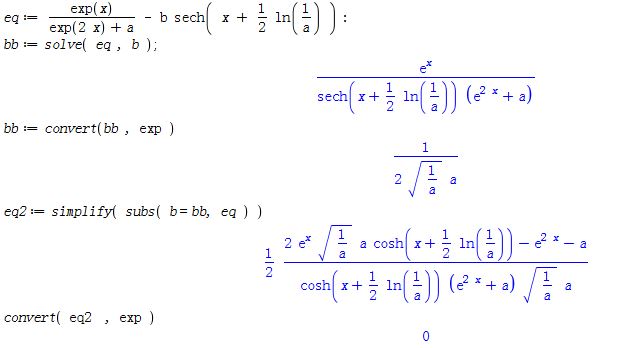 eq := exp(x) / (exp(2 x) + a) - b sech( x + 1/2 ln(1/a) ) :
bb := solve( eq , b );
e^x / (sech(x + 1/2 ln(1/a)) (e^(2 x) + a))
bb := convert(bb , exp )
1 / (2 √(1/a) a)
eq2 := simplify( subs( b = bb, eq ) )
1/2 (2 e^x √(1/a) a cosh(x + 1/2 ln(1/a)) - e^(2 x) - a) / (cosh(x + 1/2 ln(1/a)) (e^(2 x) + a) √(1/a) a)
convert( eq2 , exp )
0